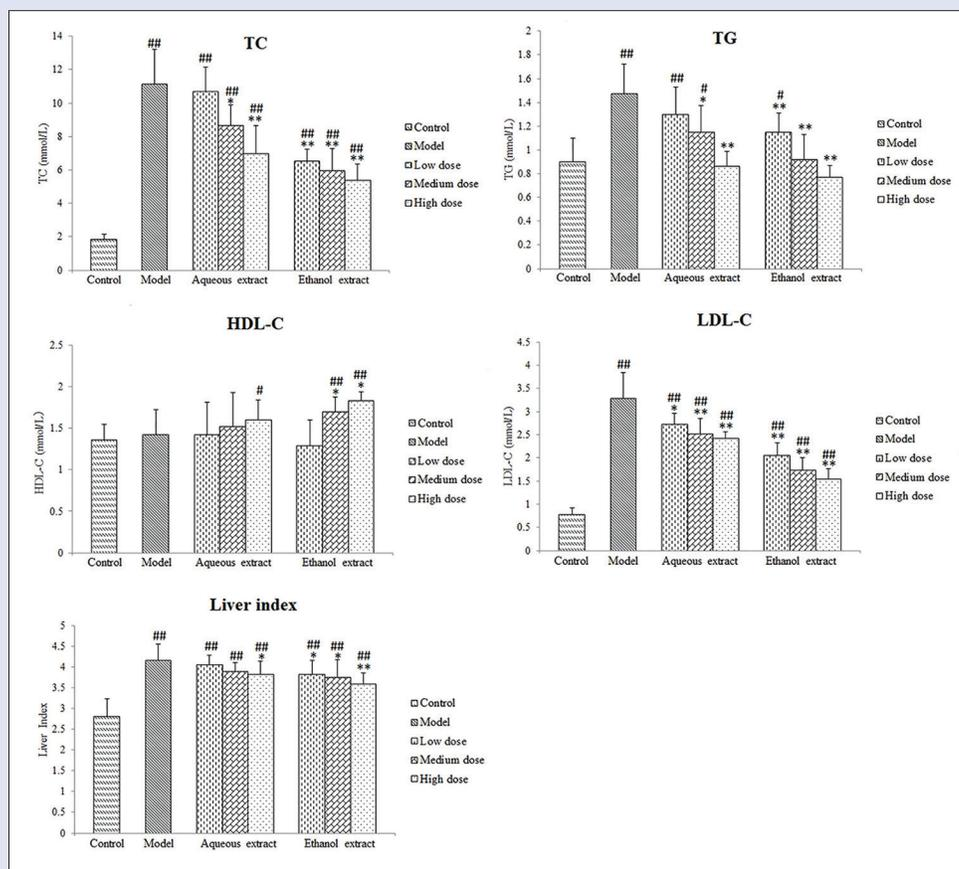 TC
14
12
10
8
6
4
2
0
TC (mmol/L)
##
##
##
*
##
**
##
**
##
**
##
**
Control Model Aqueous extract Ethanol extract
Control
Model
Low dose
Medium dose
High dose
TG
2
1.8
1.6
1.4
1.2
1
0.8
0.6
0.4
0.2
0
TG (mmol/L)
##
##
#
*
**
#
**
**
**
Control Model Aqueous extract Ethanol extract
Control
Model
Low dose
Medium dose
High dose
HDL-C
2.5
2
1.5
1
0.5
0
HDL-C (mmol/L)
#
##
*
##
*
Control Model Aqueous extract Ethanol extract
Control
Model
Low dose
Medium dose
High dose
LDL-C
4.5
4
3.5
3
2.5
2
1.5
1
0.5
0
LDL-C (mmol/L)
##
##
*
##
**
##
**
##
**
##
**
##
**
Control Model Aqueous extract Ethanol extract
Control
Model
Low dose
Medium dose
High dose
Liver index
5
4.5
4
3.5
3
2.5
2
1.5
1
0.5
0
Liver Index
##
##
##
##
*
##
*
##
*
##
**
Control Model Aqueous extract Ethanol extract
Control
Model
Low dose
Medium dose
High dose